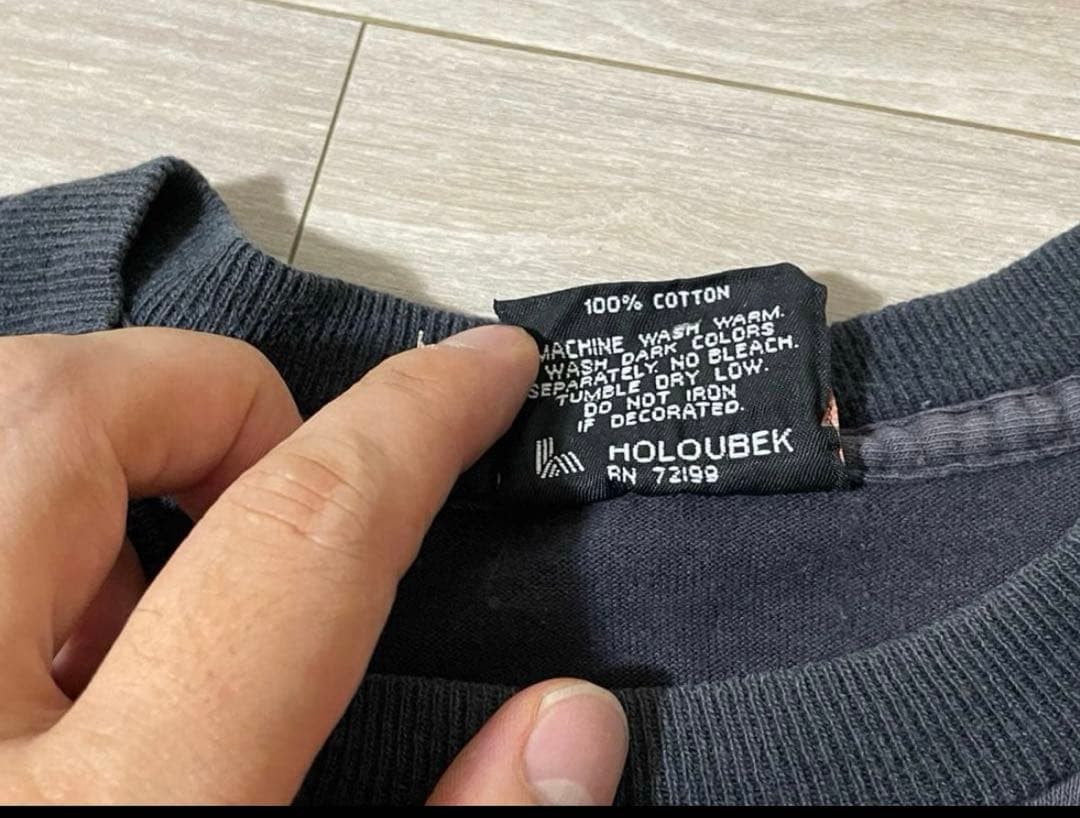 100% COTTON
MACHINE WASH WARM.
WASH DARK COLORS
SEPARATELY. NO BLEACH.
TUMBLE DRY LOW.
DO NOT IRON
IF DECORATED.
HOLOUBEK
RN 72199